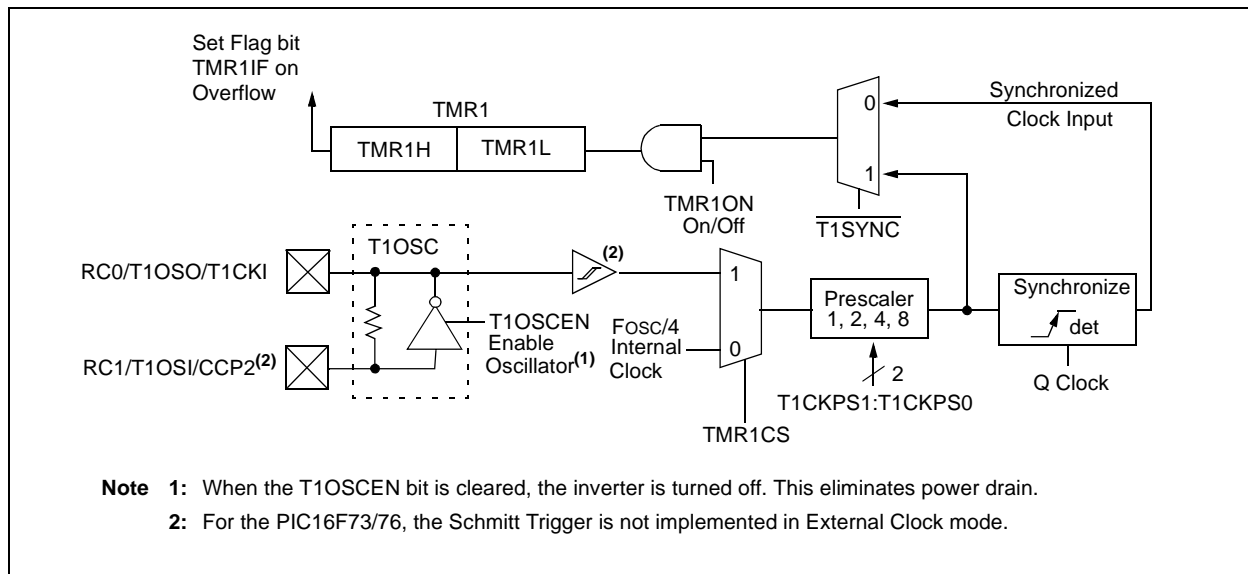 Set Flag bit
TMR1IF on
Overflow
TMR1
TMR1H
TMR1L
TMR1ON
On/Off
0
1
T1SYNC
Synchronized
Clock Input
T1OSC
RC0/T1OSO/T1CKI
(2)
RC1/T1OSI/CCP2(2)
T1OSCEN
Enable
Oscillator(1)
FOSC/4
Internal
Clock
1
0
TMR1CS
Prescaler
1, 2, 4, 8
2
T1CKPS1:T1CKPS0
Synchronize
det
Q Clock
Note 1: When the T1OSCEN bit is cleared, the inverter is turned off. This eliminates power drain.
2: For the PIC16F73/76, the Schmitt Trigger is not implemented in External Clock mode.